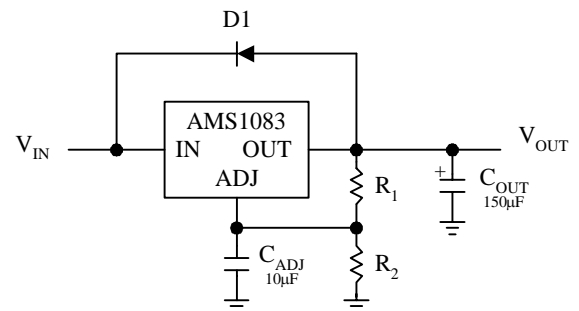 D1
AMS1083
V_IN IN OUT V_OUT
ADJ
+
R_1
C_OUT
150μF
C_ADJ
10μF
R_2